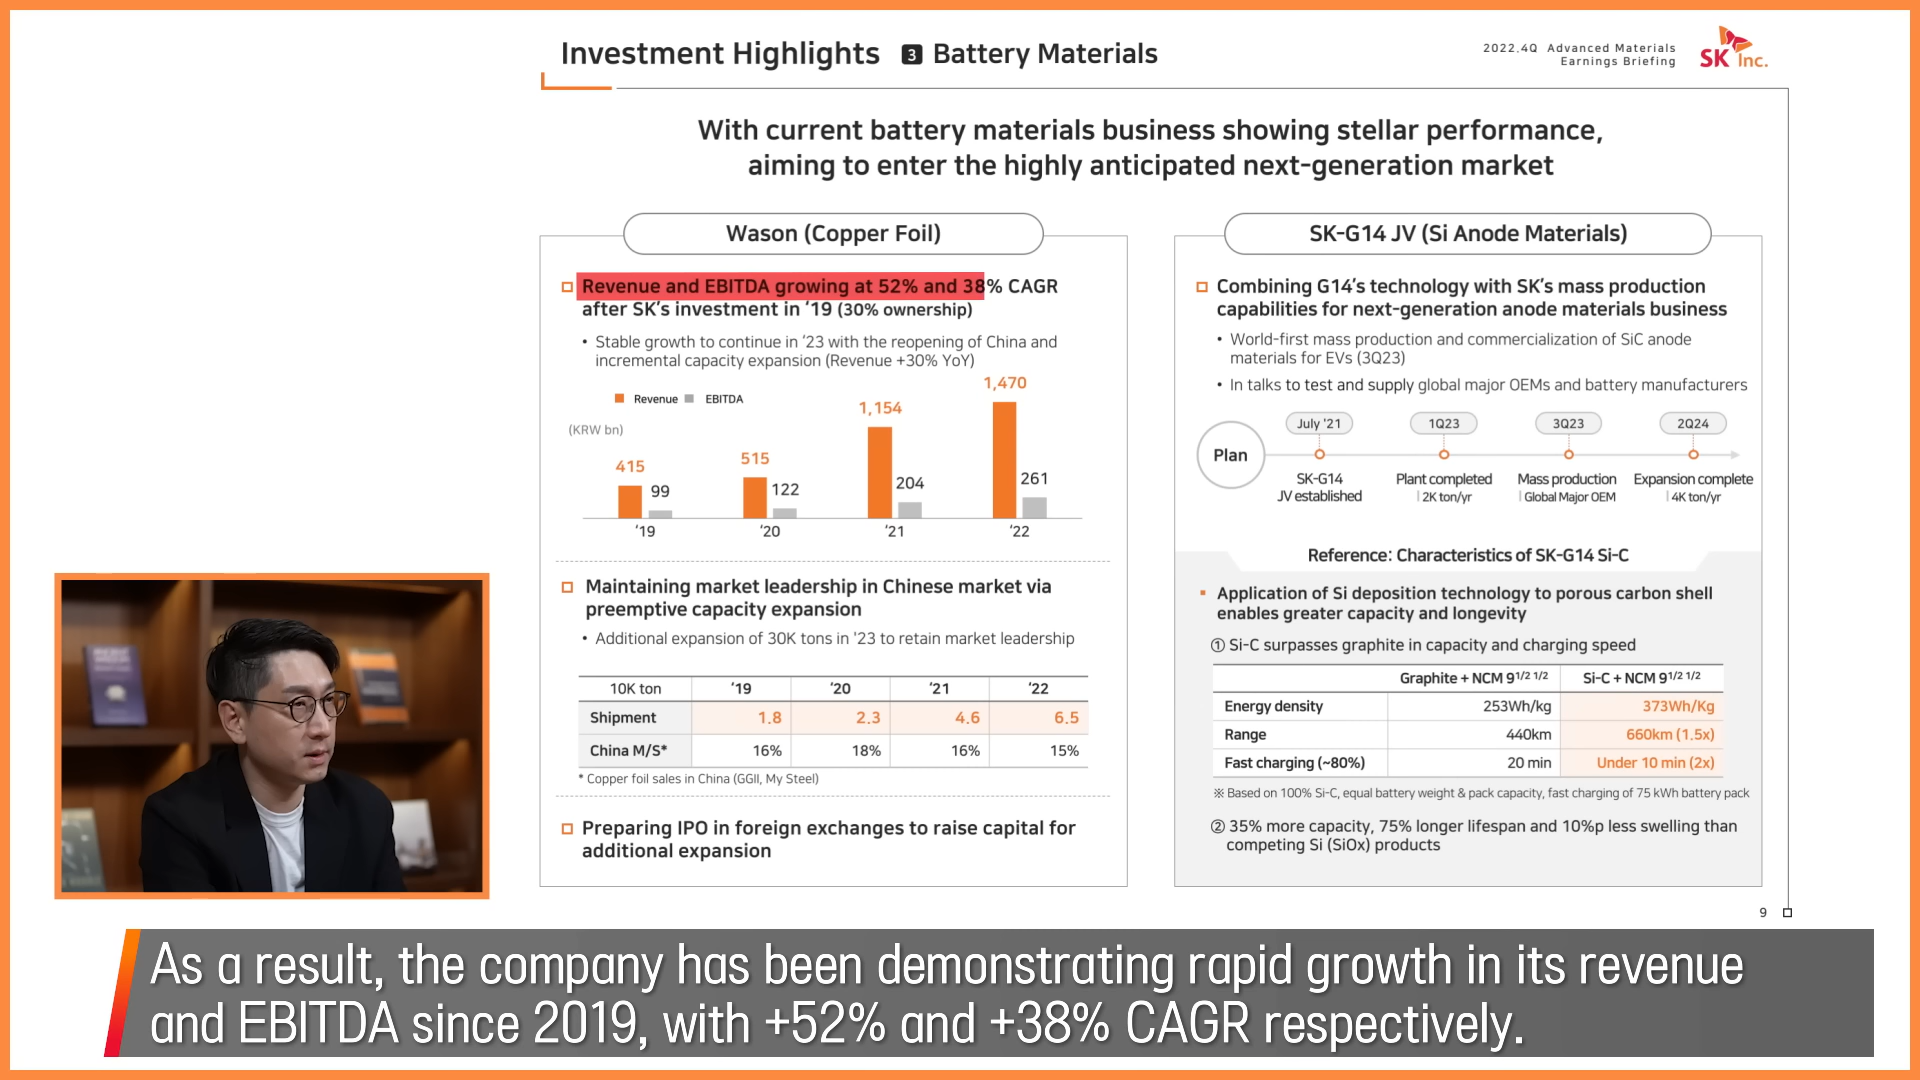 Investment Highlights 3 Battery Materials
2022.4Q Advanced Materials
Earnings Briefing
SK Inc.
With current battery materials business showing stellar performance,
aiming to enter the highly anticipated next-generation market
Wason (Copper Foil)
Revenue and EBITDA growing at 52% and 38% CAGR
after SK's investment in '19 (30% ownership)
• Stable growth to continue in '23 with the reopening of China and
incremental capacity expansion (Revenue +30% YoY)
Revenue EBITDA
(KRW bn)
415 99 515 122 1,154 204 1,470 261
'19 '20 '21 '22
Maintaining market leadership in Chinese market via
preemptive capacity expansion
• Additional expansion of 30K tons in '23 to retain market leadership
10K ton '19 '20 '21 '22
Shipment 1.8 2.3 4.6 6.5
China M/S* 16% 18% 16% 15%
* Copper foil sales in China (GGII, My Steel)
Preparing IPO in foreign exchanges to raise capital for
additional expansion
SK-G14 JV (Si Anode Materials)
Combining G14's technology with SK's mass production
capabilities for next-generation anode materials business
• World-first mass production and commercialization of SiC anode
materials for EVs (3Q23)
• In talks to test and supply global major OEMs and battery manufacturers
Plan
July '21 1Q23 3Q23 2Q24
SK-G14 Plant completed Mass production Expansion complete
JV established 2K ton/yr Global Major OEM 4K ton/yr
Reference: Characteristics of SK-G14 Si-C
Application of Si deposition technology to porous carbon shell
enables greater capacity and longevity
① Si-C surpasses graphite in capacity and charging speed
Graphite + NCM 9 1/2 1/2 Si-C + NCM 9 1/2 1/2
Energy density 253Wh/kg 373Wh/Kg
Range 440km 660km (1.5x)
Fast charging (~80%) 20 min Under 10 min (2x)
※ Based on 100% Si-C, equal battery weight & pack capacity, fast charging of 75 kWh battery pack
② 35% more capacity, 75% longer lifespan and 10%p less swelling than
competing Si (SiOx) products
9
As a result, the company has been demonstrating rapid growth in its revenue
and EBITDA since 2019, with +52% and +38% CAGR respectively.